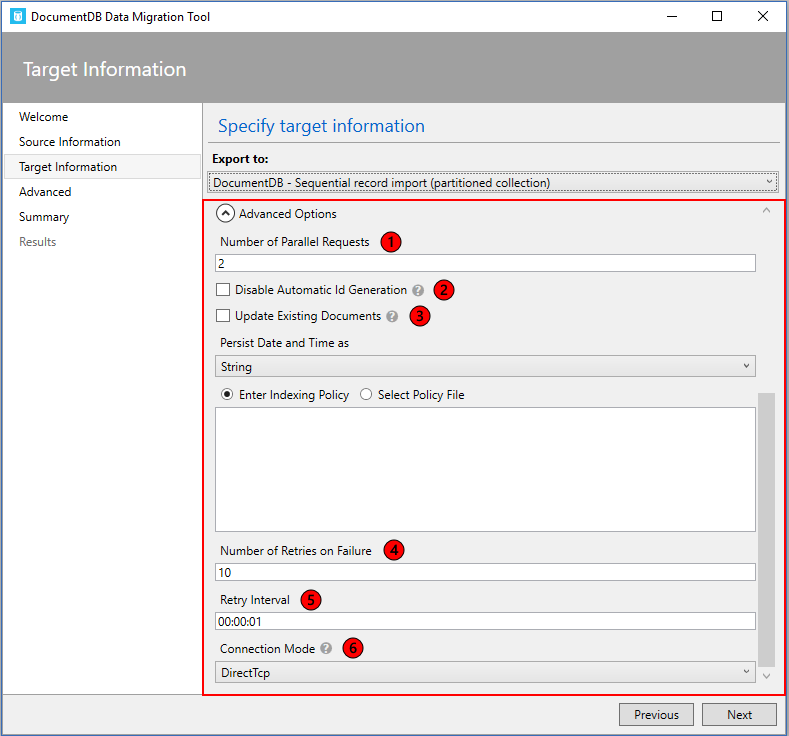 DocumentDB Data Migration Tool
Target Information
Welcome
Source Information
Target Information
Advanced
Summary
Results
Specify target information
Export to:
DocumentDB - Sequential record import (partitioned collection)
Advanced Options
Number of Parallel Requests 1
2
Disable Automatic Id Generation ? 2
Update Existing Documents ? 3
Persist Date and Time as
String
Enter Indexing Policy Select Policy File
Number of Retries on Failure 4
10
Retry Interval 5
00:00:01
Connection Mode ? 6
DirectTcp
Previous Next